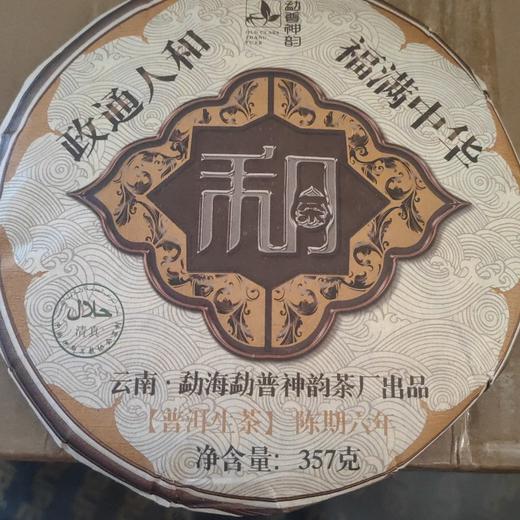 勐普神韵
政通人和
福满中华
和
茶
حلال
清真
云南·勐海勐普神韵茶厂出品
【普洱生茶】 陈期六年
净含量：357克